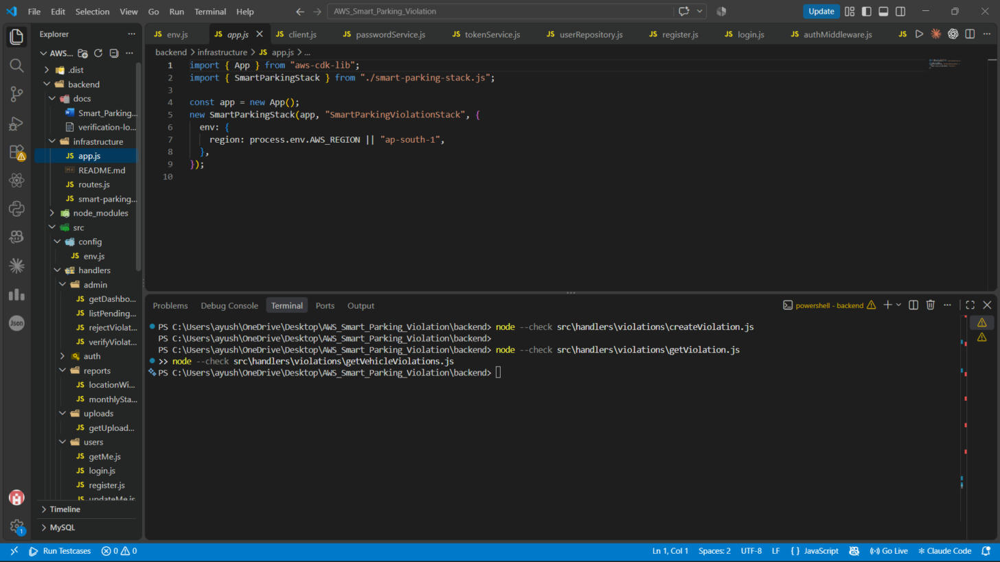 File Edit Selection View Go Run Terminal Help
AWS_Smart_Parking_Violation
Update
Explorer
AWS...
.dist
backend
docs
Smart_Parking...
verification-lo...
infrastructure
JS app.js
README.md
JS routes.js
JS smart-parking...
node_modules
src
config
JS env.js
handlers
admin
JS getDashbo...
JS listPending...
JS rejectViolat...
JS verifyViolat...
auth
reports
JS locationWi...
JS monthlySta...
uploads
JS getUpload...
users
JS getMe.js
JS login.js
JS register.js
JS updateMe.js
Timeline
MySQL
Json
1
JS env.js JS app.js JS client.js JS passwordService.js JS tokenService.js JS userRepository.js JS register.js JS login.js JS authMiddleware.js JS
backend > infrastructure > JS app.js > ...
1 import { App } from "aws-cdk-lib";
2 import { SmartParkingStack } from "./smart-parking-stack.js";
3
4 const app = new App();
5 new SmartParkingStack(app, "SmartParkingViolationStack", {
6 env: {
7 region: process.env.AWS_REGION || "ap-south-1",
8 },
9 });
10
Problems Debug Console Terminal Ports Output
powershell - backend
PS C:\Users\ayush\OneDrive\Desktop\AWS_Smart_Parking_Violation\backend> node --check src\handlers\violations\createViolation.js
PS C:\Users\ayush\OneDrive\Desktop\AWS_Smart_Parking_Violation\backend>
PS C:\Users\ayush\OneDrive\Desktop\AWS_Smart_Parking_Violation\backend> node --check src\handlers\violations\getViolation.js
>> node --check src\handlers\violations\getVehicleViolations.js
PS C:\Users\ayush\OneDrive\Desktop\AWS_Smart_Parking_Violation\backend>
Run Testcases 0 0 Ln 1, Col 1 Spaces: 2 UTF-8 LF { } JavaScript Go Live Claude Code